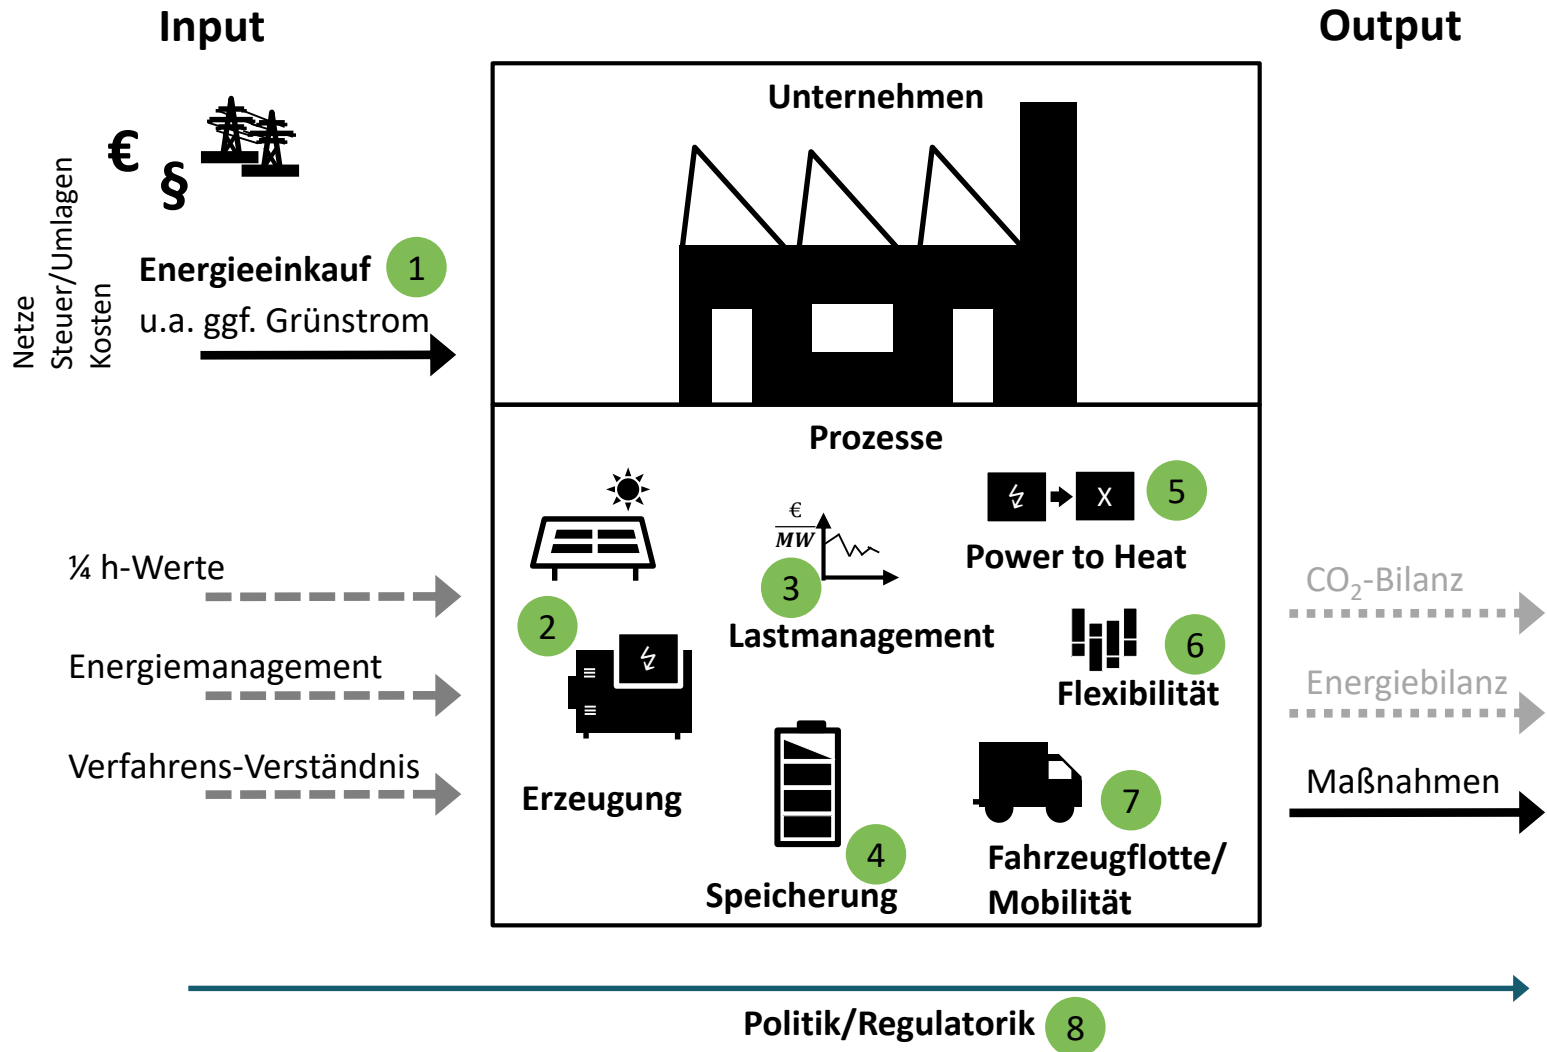 Input
Output
€
§
Netze
Steuer/Umlagen
Kosten
Energieeinkauf 1
u.a. ggf. Grünstrom
Unternehmen
Prozesse
¼ h-Werte
Energiemanagement
Verfahrens-Verständnis
2
Erzeugung
€
MW
3
Lastmanagement
4
Speicherung
X
5
Power to Heat
6
Flexibilität
7
Fahrzeugflotte/
Mobilität
CO₂-Bilanz
Energiebilanz
Maßnahmen
Politik/Regulatorik 8